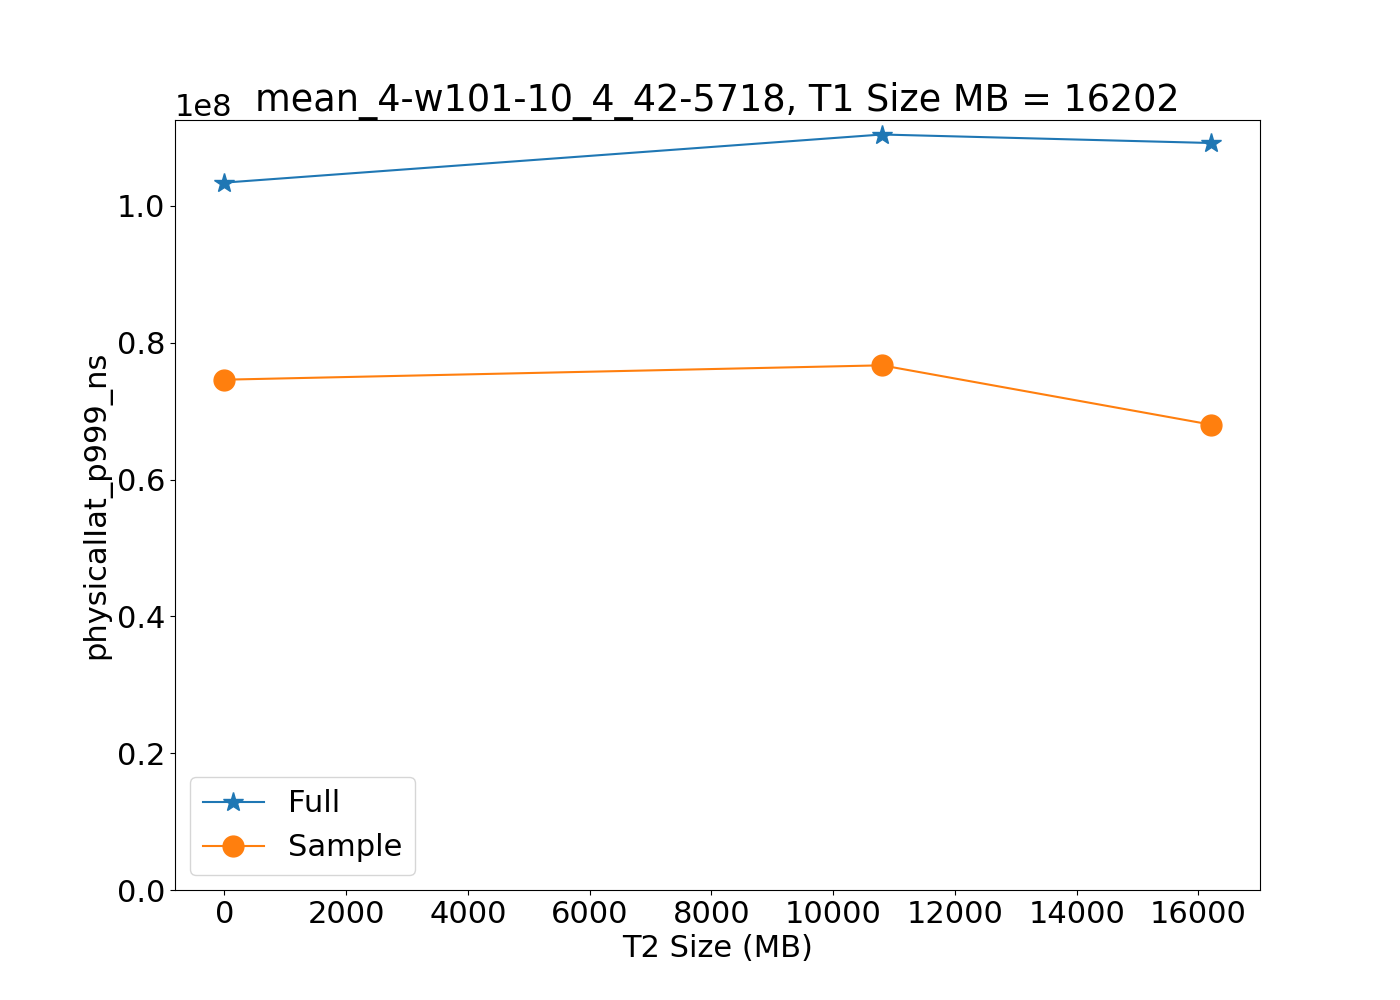 1e8
mean_4-w101-10_4_42-5718, T1 Size MB = 16202
physicallat_p999_ns
1.0
0.8
0.6
0.4
0.2
0.0
Full
Sample
0 2000 4000 6000 8000 10000 12000 14000 16000
T2 Size (MB)